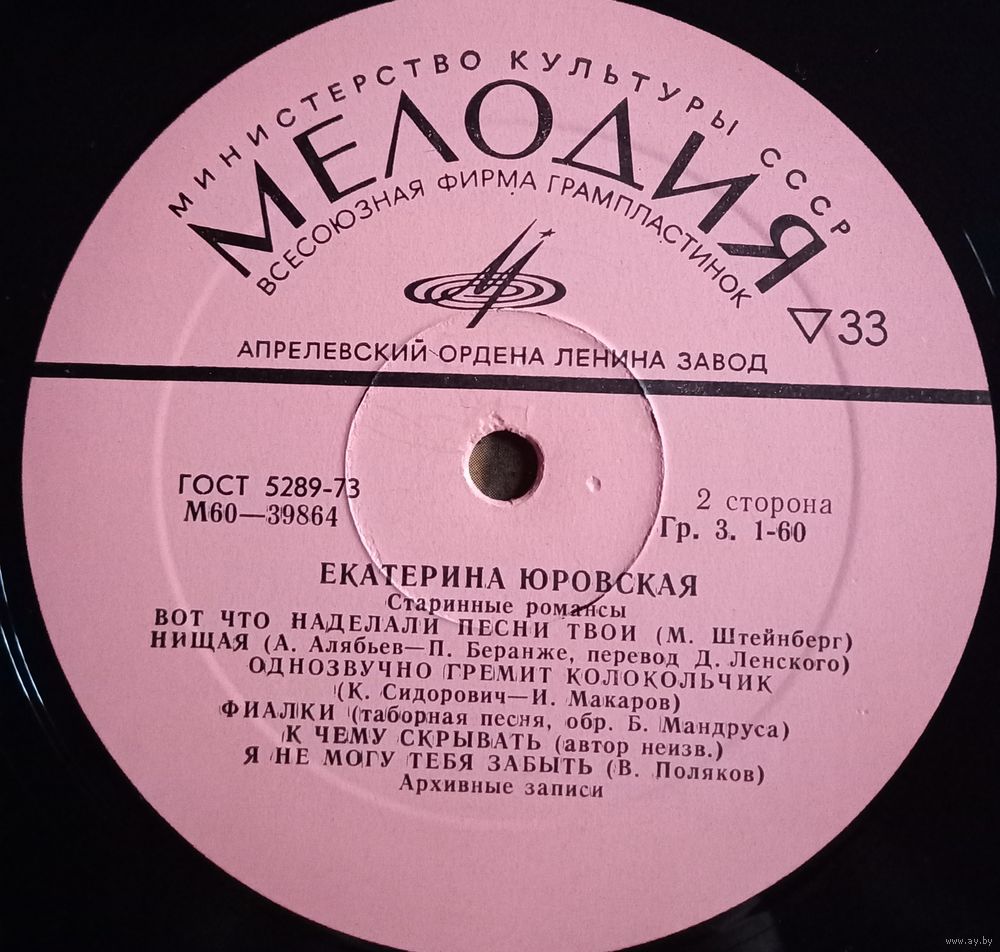 МИНИСТЕРСТВО КУЛЬТУРЫ СССР
МЕЛОДИЯ
ВСЕСОЮЗНАЯ ФИРМА ГРАМПЛАСТИНОК
33
АПРЕЛЕВСКИЙ ОРДЕНА ЛЕНИНА ЗАВОД
ГОСТ 5289-73
М60—39864
2 сторона
Гр. 3. 1-60
ЕКАТЕРИНА ЮРОВСКАЯ
Старинные романсы
ВОТ ЧТО НАДЕЛАЛИ ПЕСНИ ТВОИ (М. Штейнберг)
НИЩАЯ (А. Алябьев—П. Беранже, перевод Д. Ленского)
ОДНОЗВУЧНО ГРЕМИТ КОЛОКОЛЬЧИК
(К. Сидорович—И. Макаров)
ФИАЛКИ (таборная песня, обр. Б. Мандруса)
К ЧЕМУ СКРЫВАТЬ (автор неизв.)
Я НЕ МОГУ ТЕБЯ ЗАБЫТЬ (В. Поляков)
Архивные записи
www.ay.by